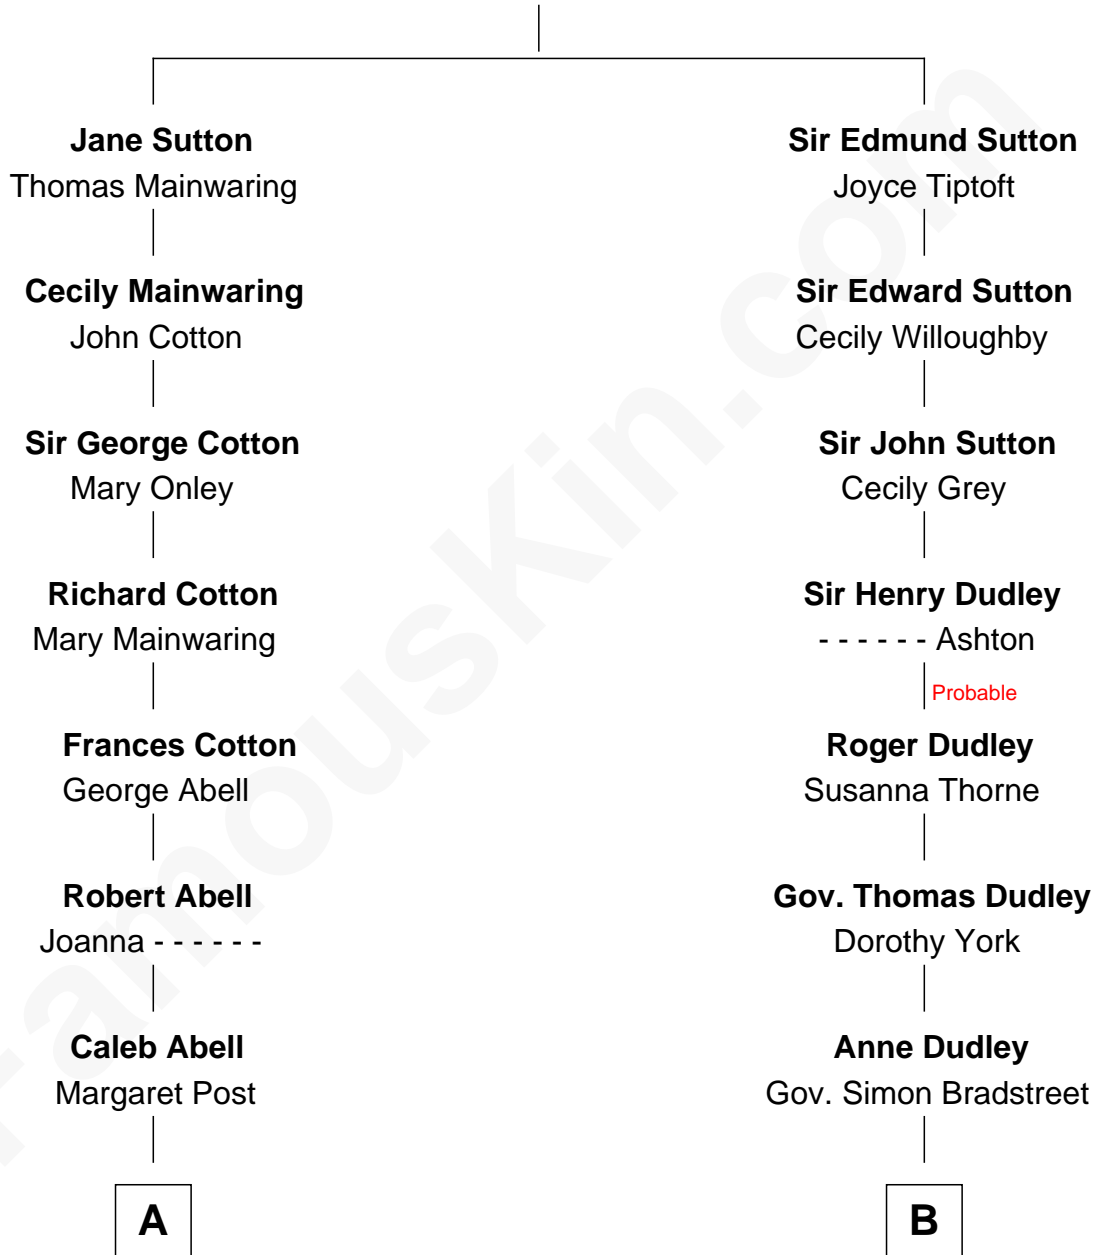 Jane Sutton
Thomas Mainwaring
Cecily Mainwaring
John Cotton
Sir George Cotton
Mary Onley
Richard Cotton
Mary Mainwaring
Frances Cotton
George Abell
Robert Abell
Joanna - - - - - -
Caleb Abell
Margaret Post
A
Sir Edmund Sutton
Joyce Tiptoft
Sir Edward Sutton
Cecily Willoughby
Sir John Sutton
Cecily Grey
Sir Henry Dudley
- - - - - - Ashton
Probable
Roger Dudley
Susanna Thorne
Gov. Thomas Dudley
Dorothy York
Anne Dudley
Gov. Simon Bradstreet
B
FamousKin.com